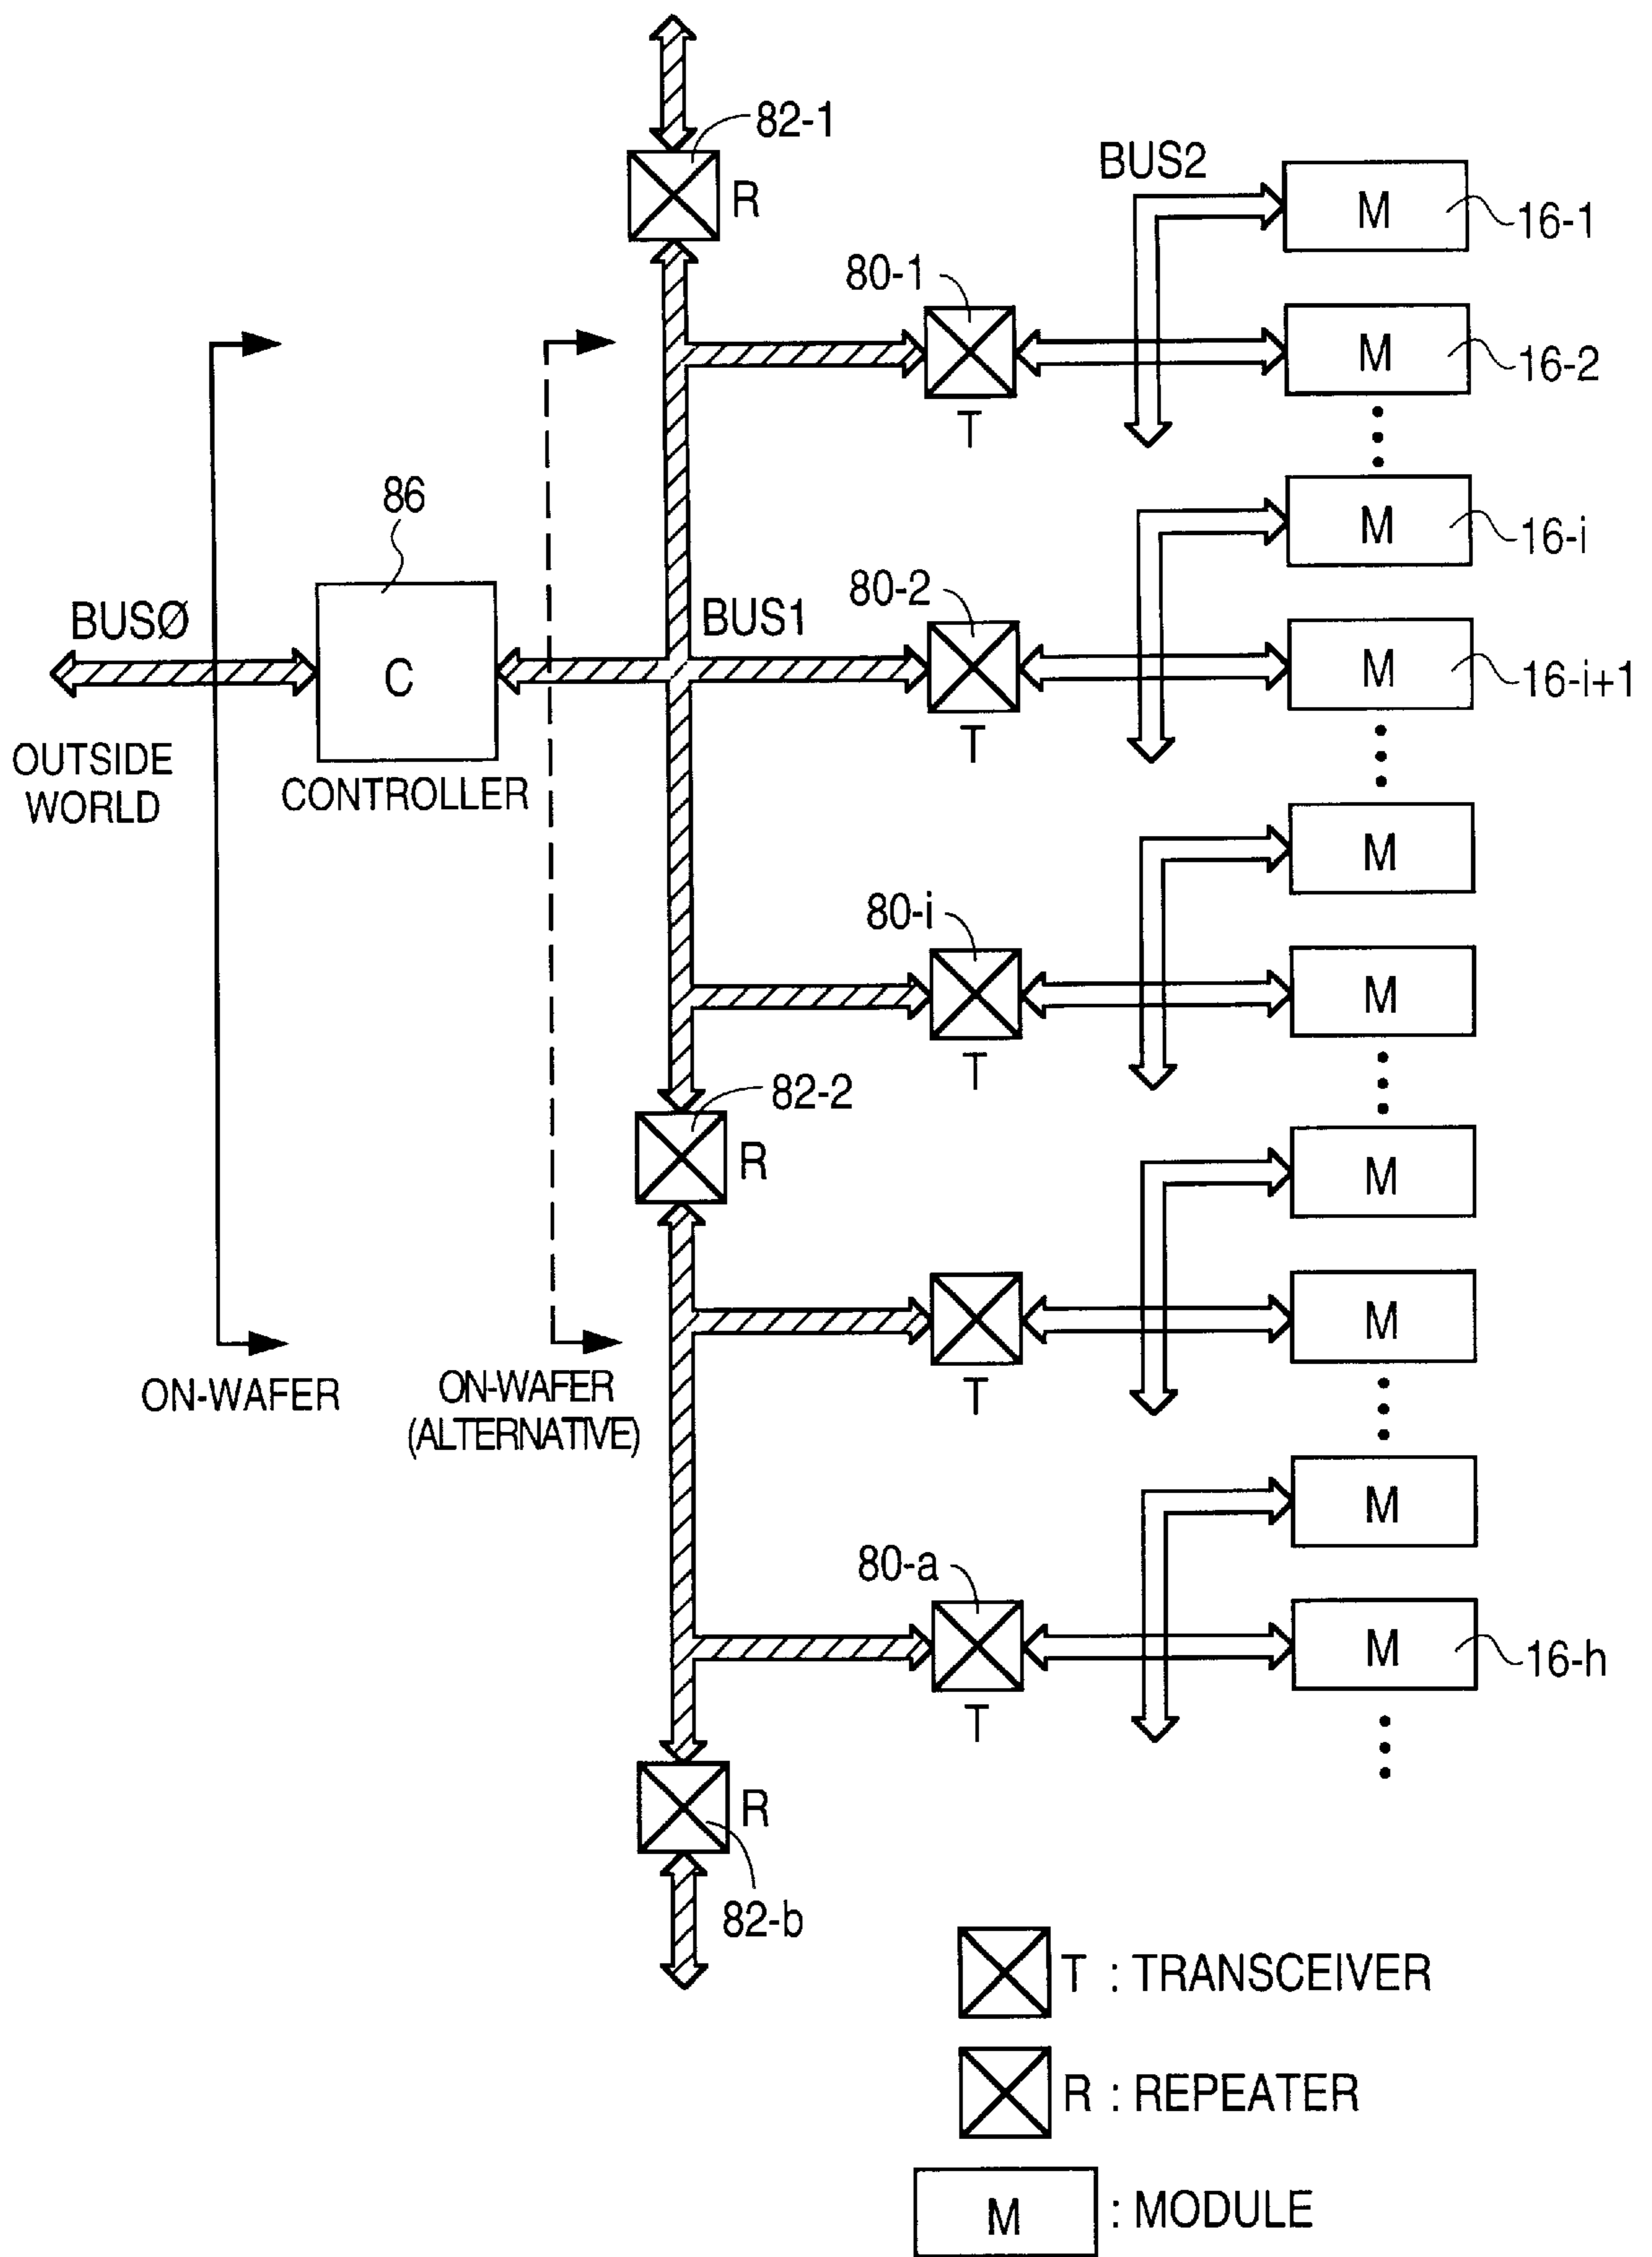 82-1
R
BUS2
M
16-1
80-1
M
16-2
T
86
M
16-i
80-2
BUSØ
BUS1
C
M
16-i+1
T
OUTSIDE
WORLD
CONTROLLER
M
80-i
M
T
82-2
R
M
M
ON-WAFER
ON-WAFER
(ALTERNATIVE)
T
M
80-a
M
16-h
T
R
82-b
T : TRANSCEIVER
R : REPEATER
M : MODULE